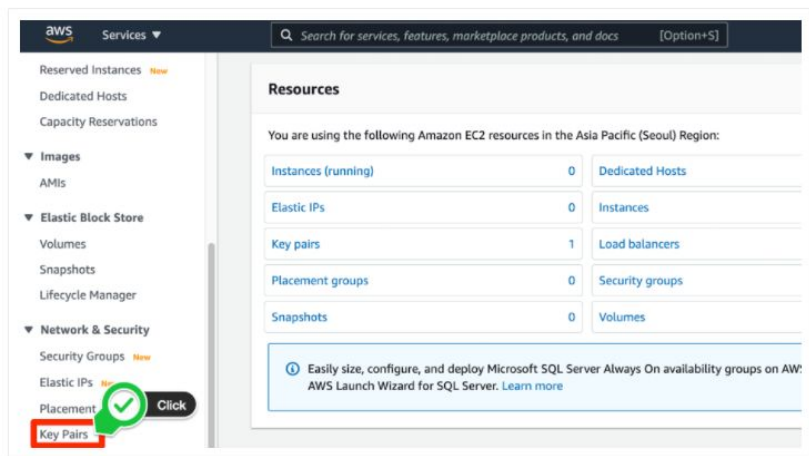 aws Services ▼ Search for services, features, marketplace products, and docs [Option+S]
Reserved Instances New
Dedicated Hosts
Capacity Reservations
▼ Images
AMIs
▼ Elastic Block Store
Volumes
Snapshots
Lifecycle Manager
▼ Network & Security
Security Groups New
Elastic IPs
Placement
Click
Key Pairs
Resources
You are using the following Amazon EC2 resources in the Asia Pacific (Seoul) Region:
Instances (running) 0 Dedicated Hosts
Elastic IPs 0 Instances
Key pairs 1 Load balancers
Placement groups 0 Security groups
Snapshots 0 Volumes
Easily size, configure, and deploy Microsoft SQL Server Always On availability groups on AWS
AWS Launch Wizard for SQL Server. Learn more